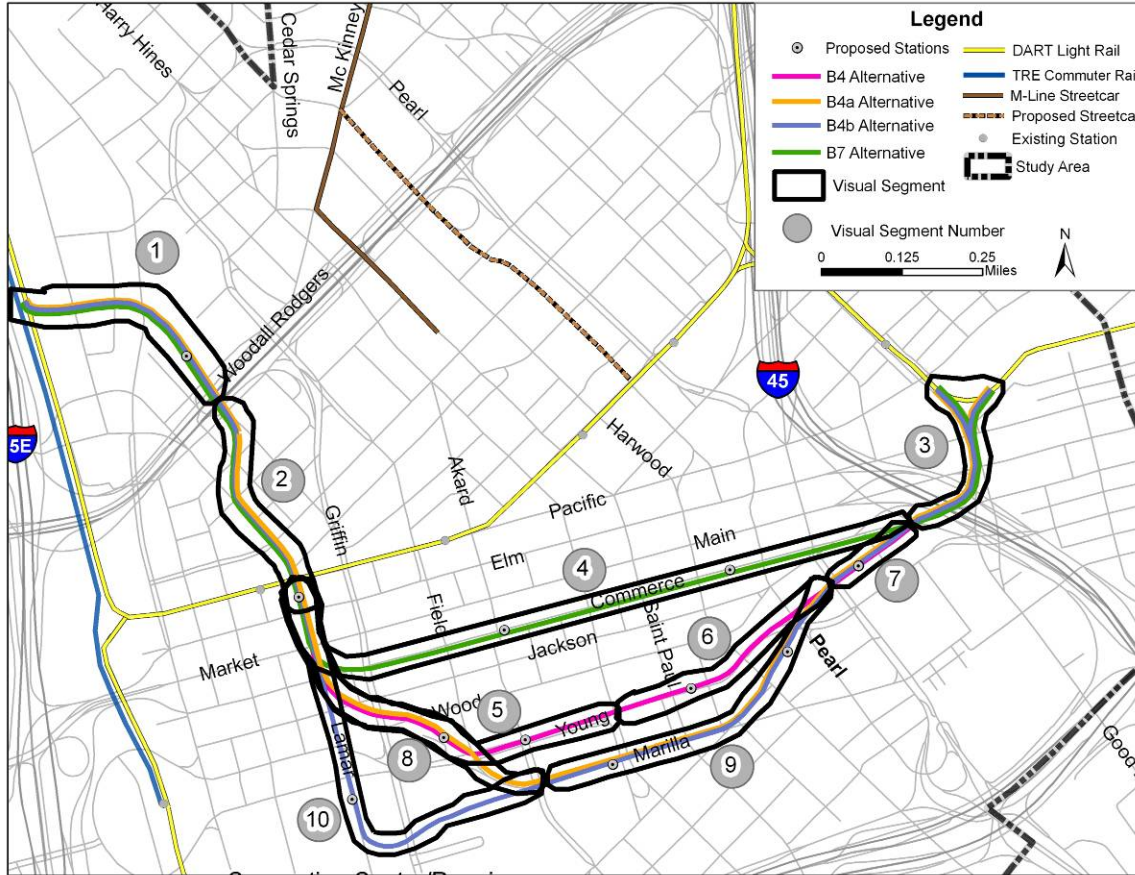 Legend
Proposed Stations
B4 Alternative
B4a Alternative
B4b Alternative
B7 Alternative
Visual Segment
Visual Segment Number
0 0.125 0.25
Miles
DART Light Rail
TRE Commuter Rai
M-Line Streetcar
Proposed Streetca
Existing Station
Study Area
N
Harry Hines
Cedar Springs
Mc Kinney
Pearl
1
Woodall Rodgers
45
5E
2
3
Harwood
Akard
Griffin
Pacific
Elm
Main
4
Commerce
Field
Jackson
Saint Paul
7
6
Market
Pearl
Wood
5
Young
8
Lamar
Marilla
9
10